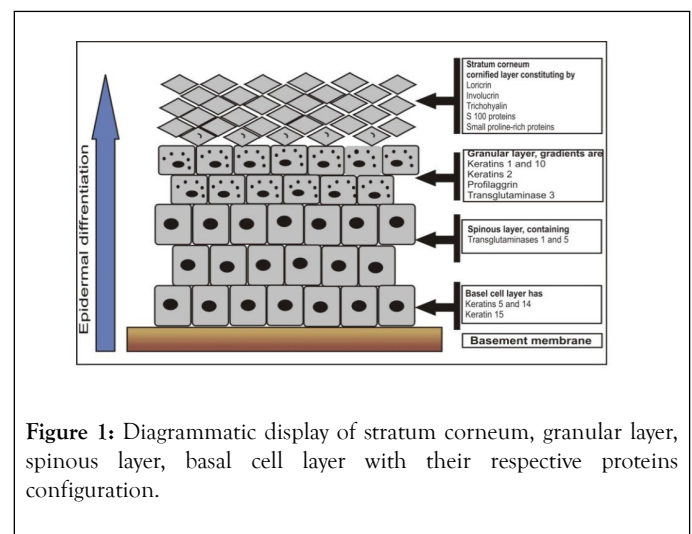 Epidermal diffrentiation
Stratum corneum
cornified layer constituting by
Loricrin
Involucrin
Trichohyalin
S 100 proteins
Small proline-rich proteins
Granular layer, gradients are
Keratins 1 and 10
Keratins 2
Profilaggrin
Transglutaminase 3
Spinous layer, containing
Transglutaminases 1 and 5
Basel cell layer has
Keratins 5 and 14
Keratin 15
Basement membrane
Figure 1: Diagrammatic display of stratum corneum, granular layer,
spinous layer, basal cell layer with their respective proteins
configuration.